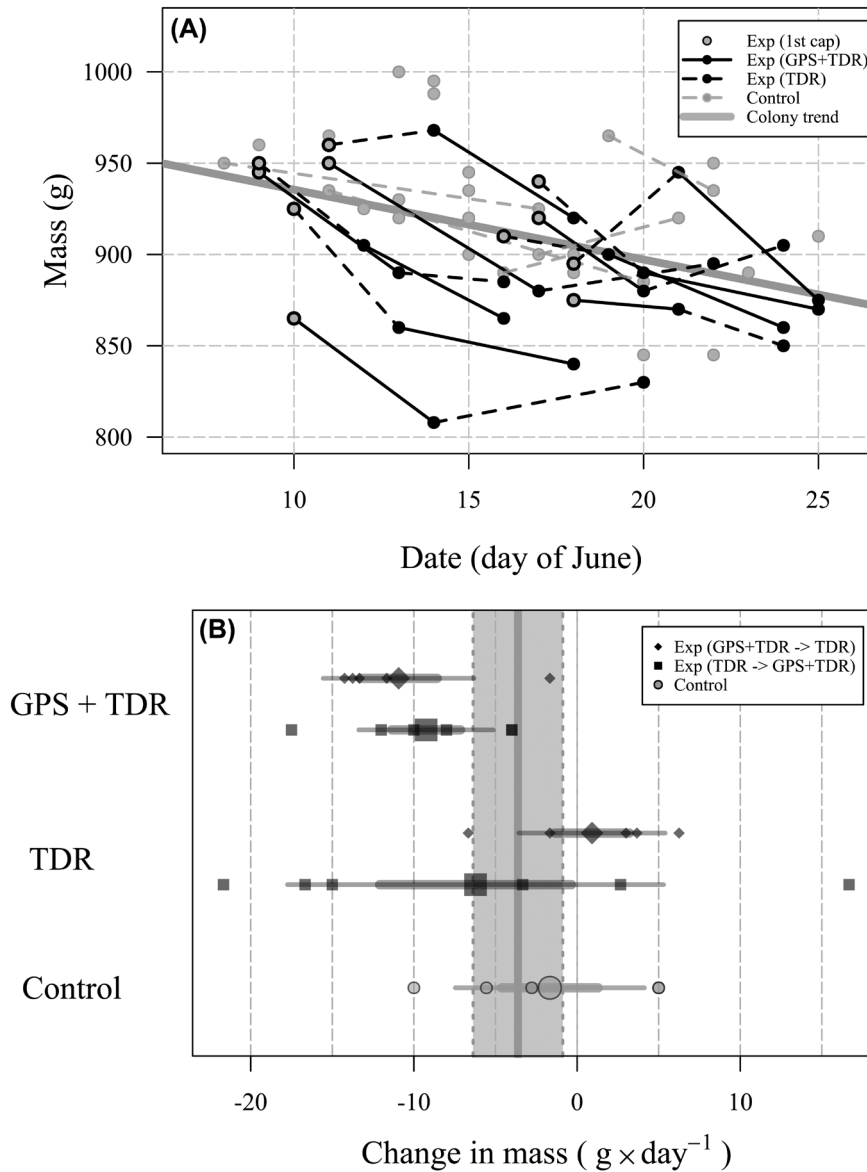 (A)
Exp (1st cap)
Exp (GPS+TDR)
Exp (TDR)
Control
Colony trend
1000
950
900
850
800
Mass (g)
10 15 20 25
Date (day of June)
(B)
Exp (GPS+TDR -> TDR)
Exp (TDR -> GPS+TDR)
Control
GPS + TDR
TDR
Control
-20 -10 0 10
Change in mass ( g × day⁻¹ )